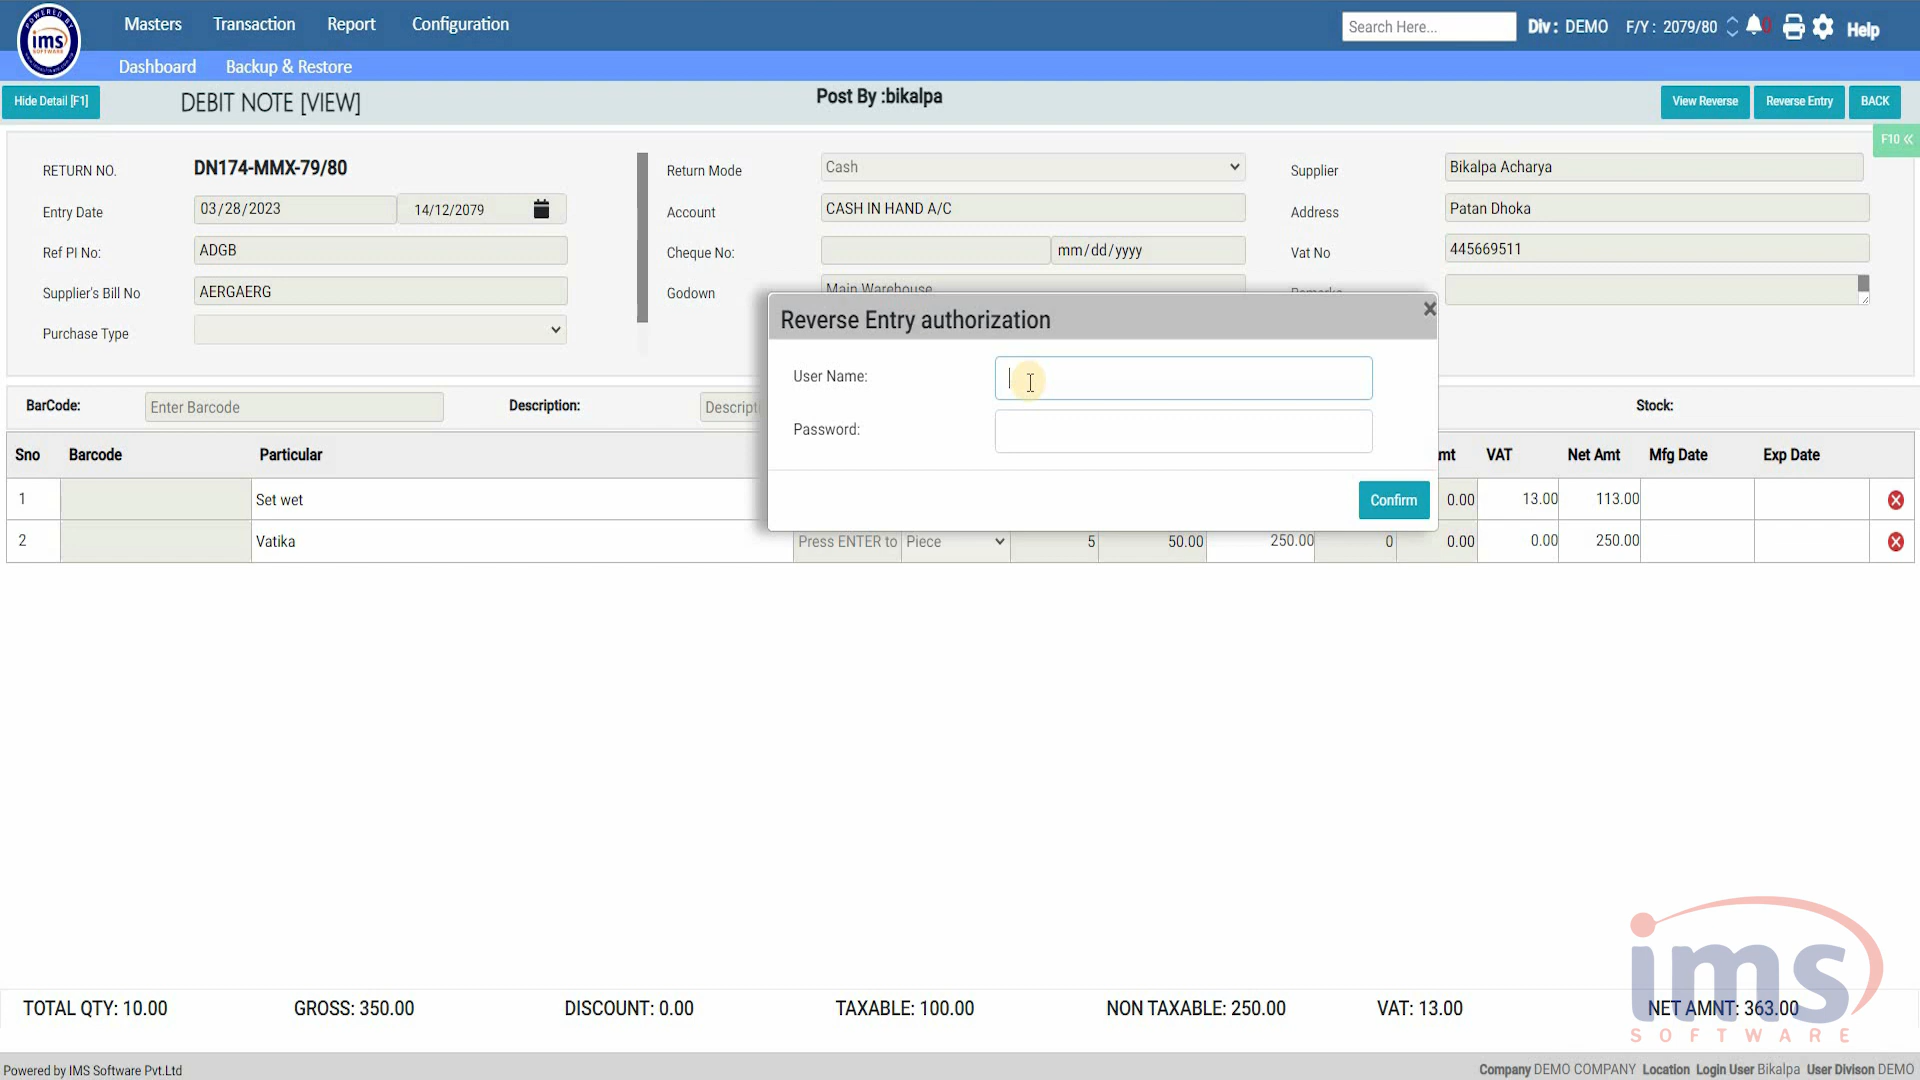 POWERED BY
ims
SOFTWARE
Masters Transaction Report Configuration
Search Here... Div : DEMO F/Y : 2079/80 0 Help
Dashboard Backup & Restore
Hide Detail [F1] DEBIT NOTE [VIEW] Post By :bikalpa View Reverse Reverse Entry BACK
F10 «
RETURN NO. DN174-MMX-79/80 Return Mode Cash Supplier Bikalpa Acharya
Entry Date 03/28/2023 14/12/2079 Account CASH IN HAND A/C Address Patan Dhoka
Ref PI No: ADGB Cheque No: mm/dd/yyyy Vat No 445669511
Supplier's Bill No AERGAERG Godown Main Warehouse Remarks
Purchase Type
Reverse Entry authorization ×
User Name:
Password:
Confirm
BarCode: Enter Barcode Description: Descript Stock:
Sno Barcode Particular mt VAT Net Amt Mfg Date Exp Date
1 Set wet 0.00 13.00 113.00
2 Vatika Press ENTER to Piece 5 50.00 250.00 0 0.00 0.00 250.00
TOTAL QTY: 10.00 GROSS: 350.00 DISCOUNT: 0.00 TAXABLE: 100.00 NON TAXABLE: 250.00 VAT: 13.00 NET AMNT: 363.00
ims
SOFTWARE
Powered by IMS Software Pvt.Ltd Company DEMO COMPANY Location Login User Bikalpa User Divison DEMO